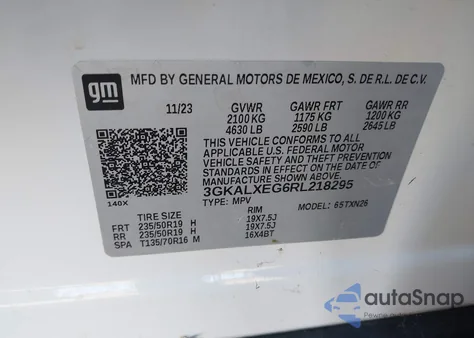 gm
MFD BY GENERAL MOTORS DE MEXICO, S. DE R.L. DE C.V.
11/23 GVWR GAWR FRT GAWR RR
2100 KG 1175 KG 1200 KG
4630 LB 2590 LB 2645 LB
THIS VEHICLE CONFORMS TO ALL
APPLICABLE U.S. FEDERAL MOTOR
VEHICLE SAFETY AND THEFT PREVENTION
STANDARDS IN EFFECT ON THE DATE OF
MANUFACTURE SHOWN ABOVE.
3GKALXEG6RL218295
140X TYPE: MPV MODEL: 6STXN26
TIRE SIZE RIM
FRT 235/50R19 H 19X7.5J
RR 235/50R19 H 19X7.5J
SPA T135/70R16 M 16X4BT
autoSnap